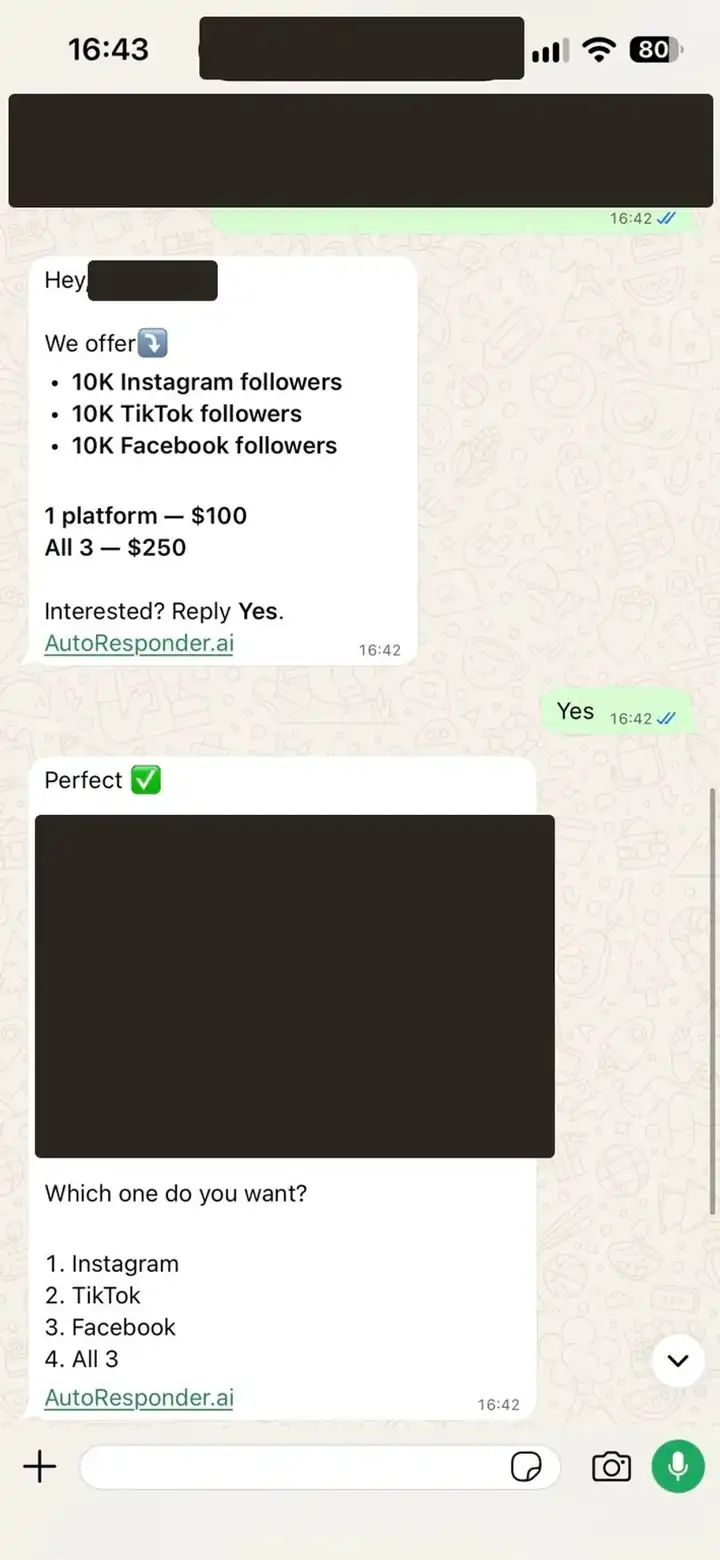 16:43
80
16:42
Hey,
We offer⤵️
• 10K Instagram followers
• 10K TikTok followers
• 10K Facebook followers
1 platform — $100
All 3 — $250
Interested? Reply Yes.
AutoResponder.ai
16:42
Yes
16:42
Perfect ✅
Which one do you want?
1. Instagram
2. TikTok
3. Facebook
4. All 3
AutoResponder.ai
16:42